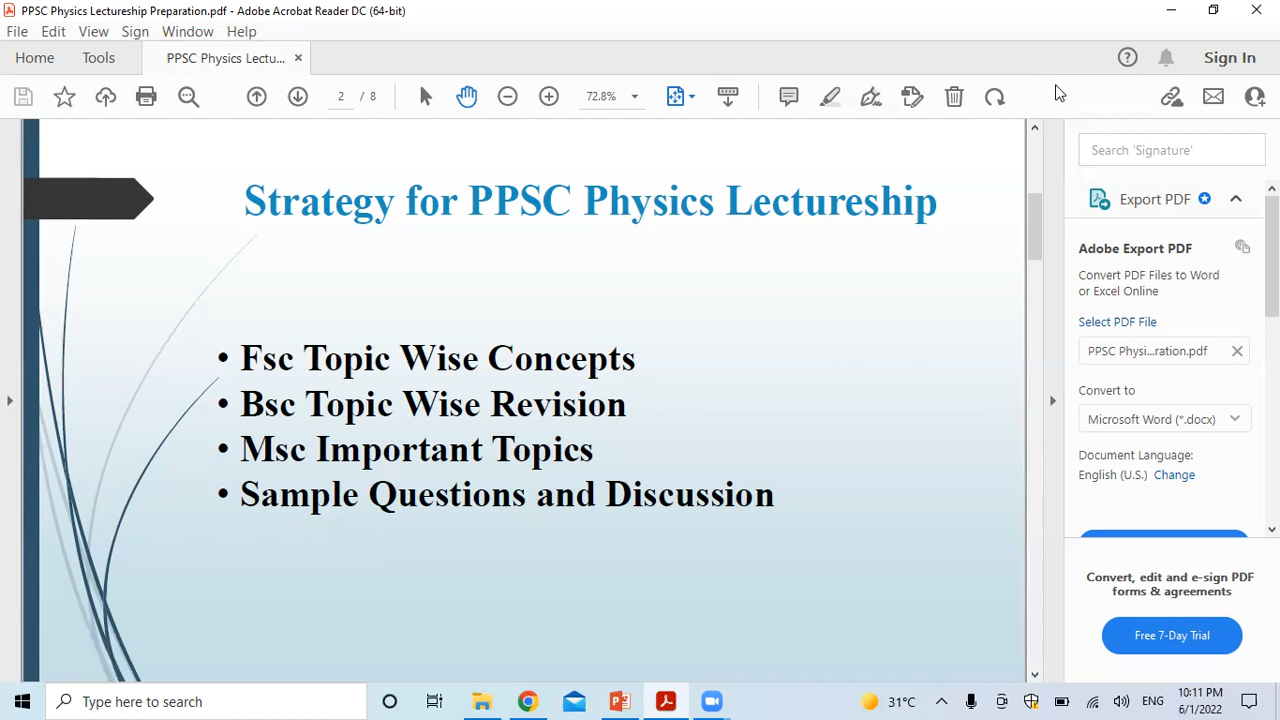 PPSC Physics Lectureship Preparation.pdf - Adobe Acrobat Reader DC (64-bit)
File Edit View Sign Window Help
Home Tools PPSC Physics Lectu... × Sign In
2 / 8 72.8%
Strategy for PPSC Physics Lectureship
• Fsc Topic Wise Concepts
• Bsc Topic Wise Revision
• Msc Important Topics
• Sample Questions and Discussion
Search 'Signature'
Export PDF
Adobe Export PDF
Convert PDF Files to Word
or Excel Online
Select PDF File
PPSC Physi...ration.pdf
Convert to
Microsoft Word (*.docx)
Document Language:
English (U.S.) Change
Convert, edit and e-sign PDF
forms & agreements
Free 7-Day Trial
Type here to search
31°C
ENG
10:11 PM
6/1/2022